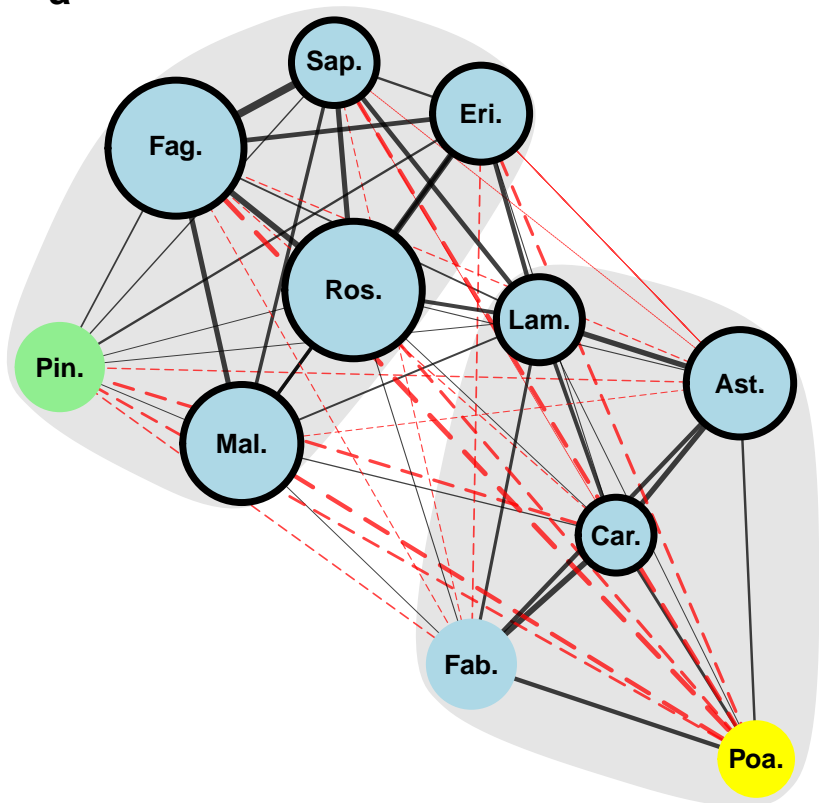 a
Sap.
Eri.
Fag.
Ros.
Lam.
Pin.
Ast.
Mal.
Car.
Fab.
Poa.